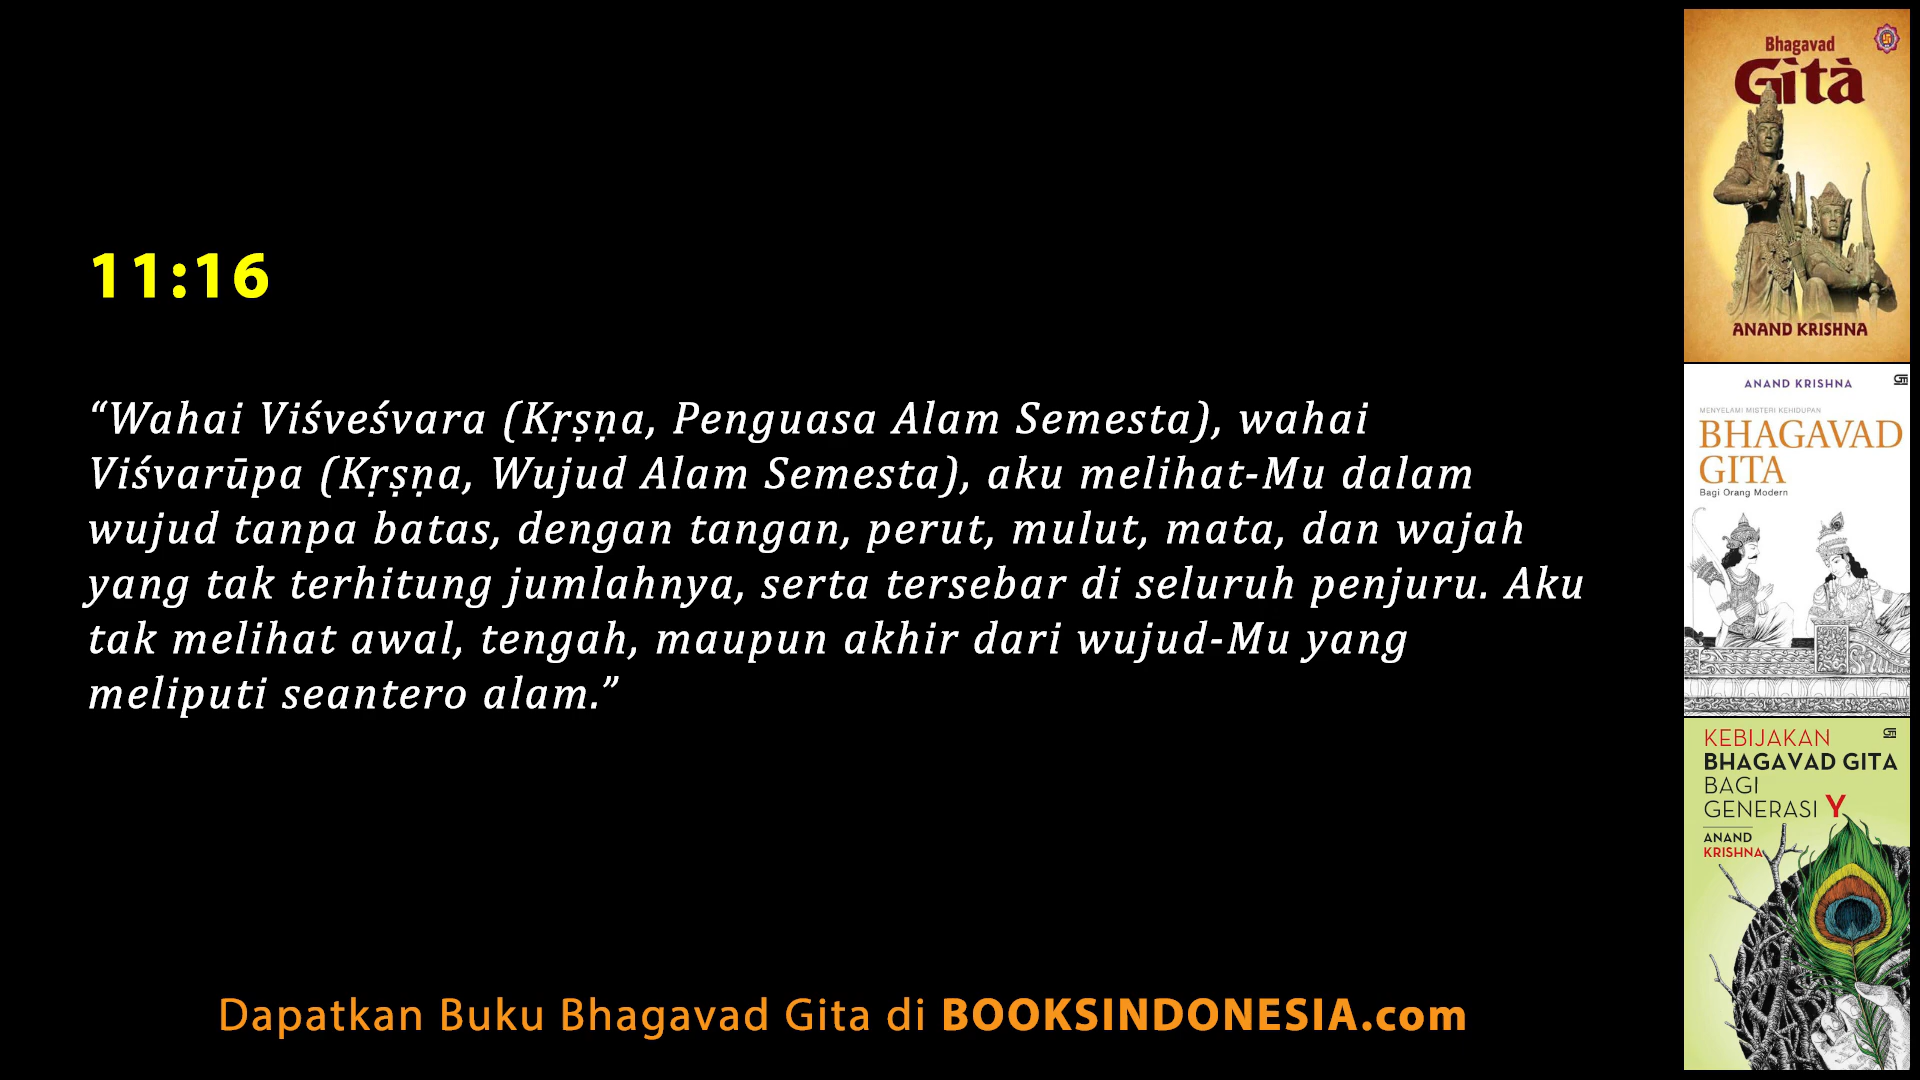 11:16
“Wahai Viśveśvara (Kṛṣṇa, Penguasa Alam Semesta), wahai
Viśvarūpa (Kṛṣṇa, Wujud Alam Semesta), aku melihat-Mu dalam
wujud tanpa batas, dengan tangan, perut, mulut, mata, dan wajah
yang tak terhitung jumlahnya, serta tersebar di seluruh penjuru. Aku
tak melihat awal, tengah, maupun akhir dari wujud-Mu yang
meliputi seantero alam.”
Dapatkan Buku Bhagavad Gita di BOOKSINDONESIA.com
Bhagavad
Gità
ANAND KRISHNA
ANAND KRISHNA
MENYELAMI MISTERI KEHIDUPAN
BHAGAVAD
GITA
Bagi Orang Modern
KEBIJAKAN
BHAGAVAD GITA
BAGI
GENERASI Y
ANAND
KRISHNA